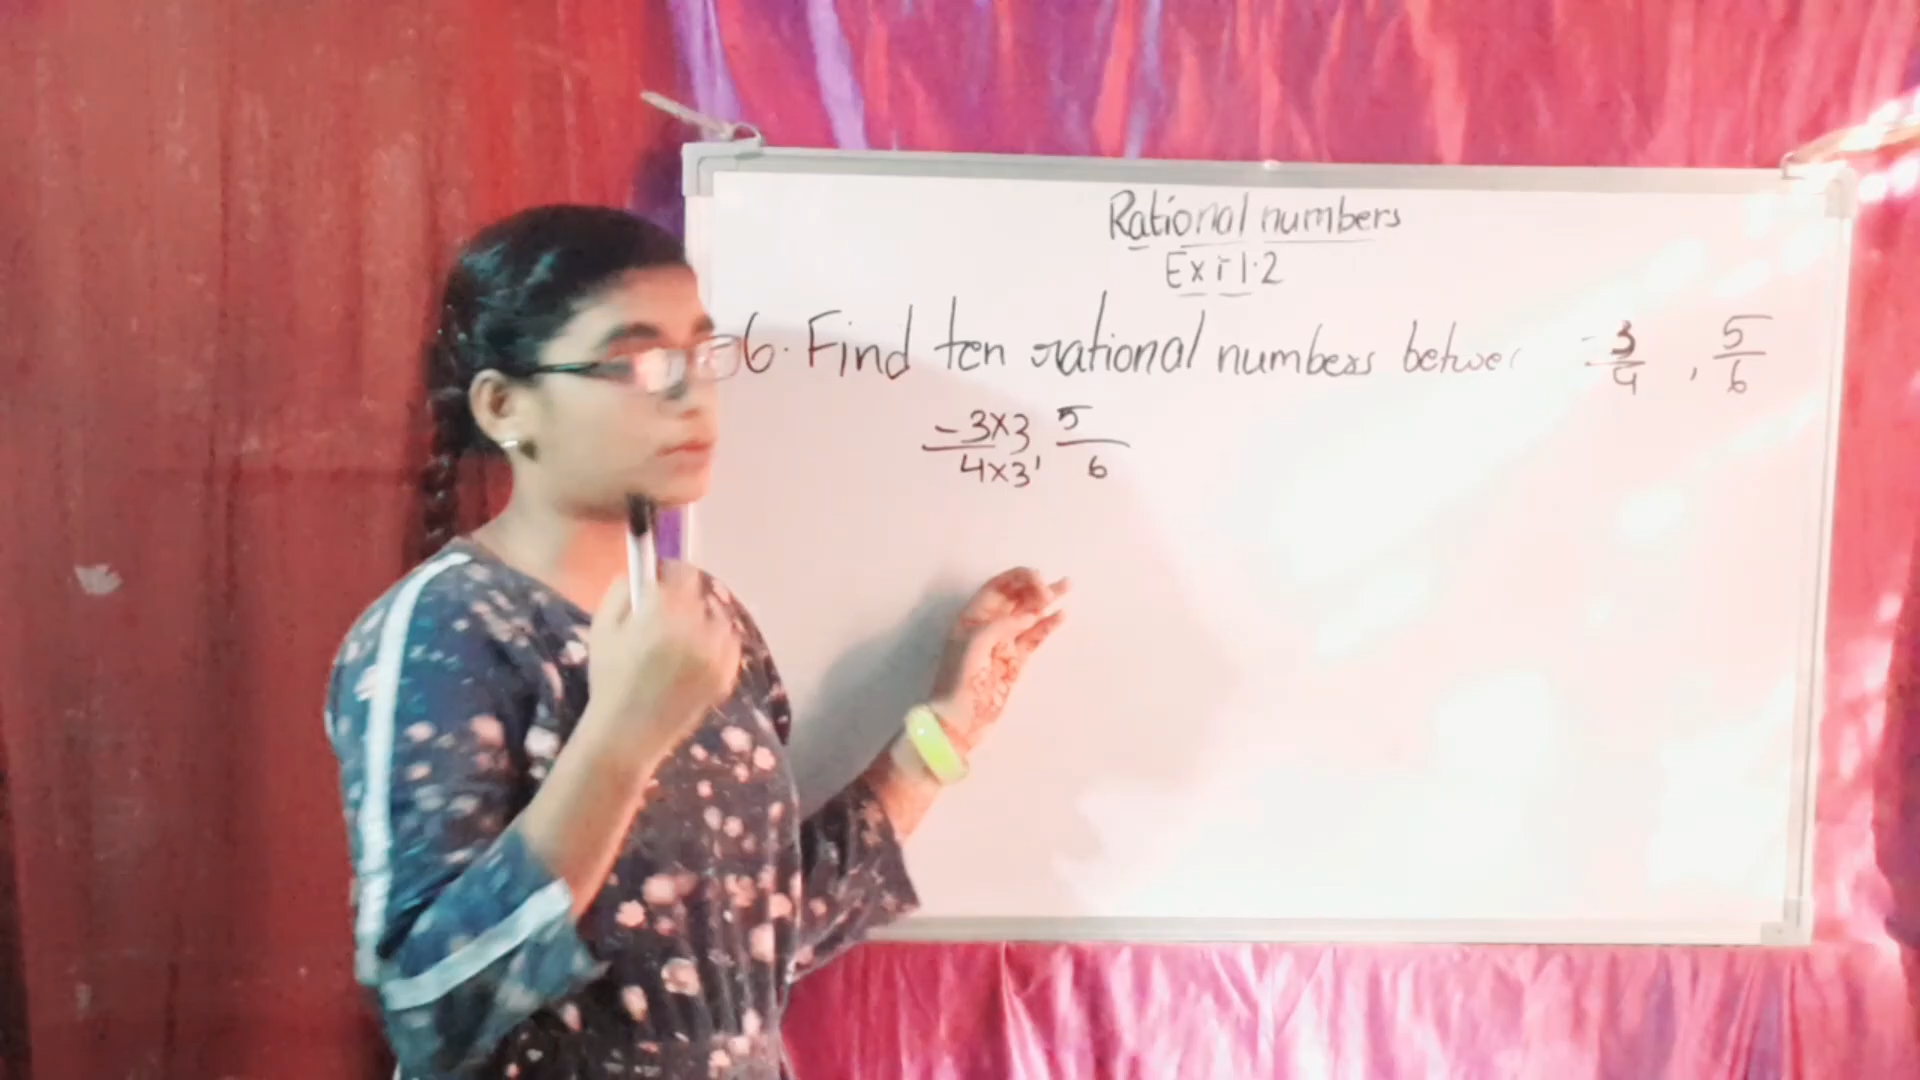 Rational numbers
Ex: 1.2
6. Find ten rational numbers betwee -3/4 , 5/6
-3×3/4×3 , 5/6